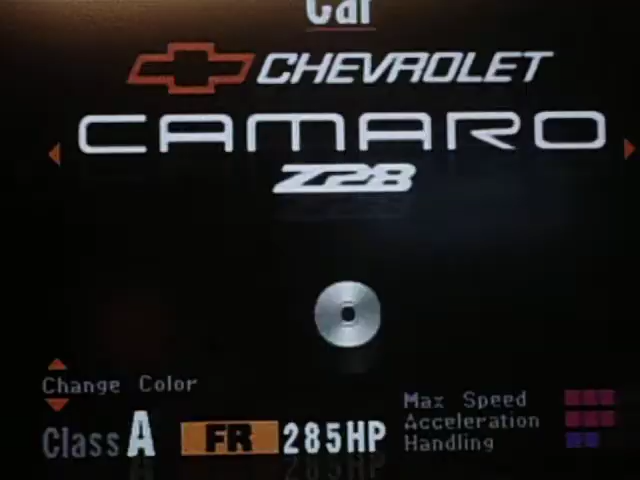 Car
CHEVROLET
CAMARO
Z28
Change Color
Class A FR 285HP
Max Speed
Acceleration
Handling